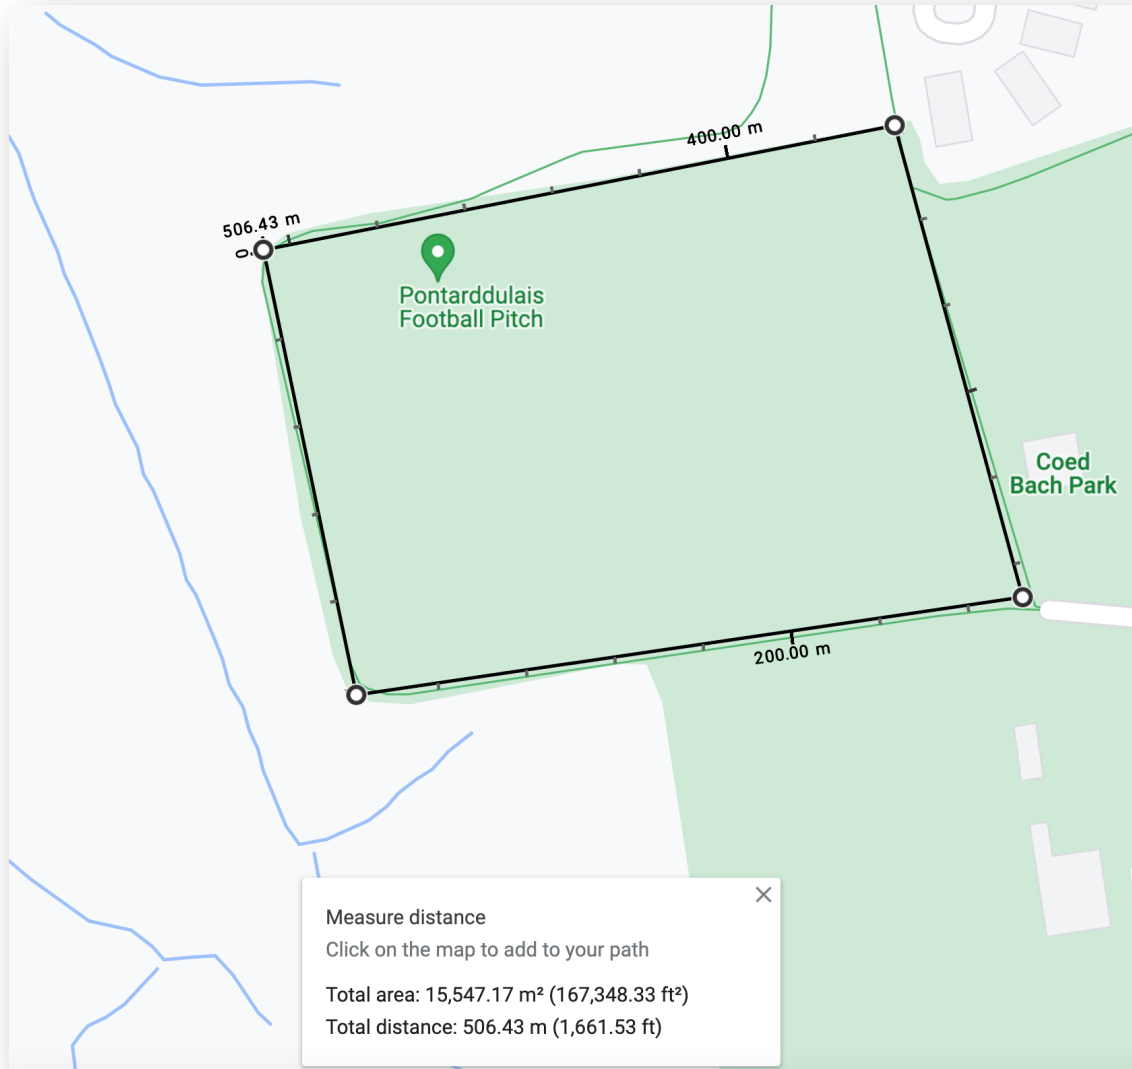 400.00 m
506.43 m
0.
Pontarddulais
Football Pitch
Coed
Bach Park
200.00 m
Measure distance
Click on the map to add to your path
Total area: 15,547.17 m² (167,348.33 ft²)
Total distance: 506.43 m (1,661.53 ft)